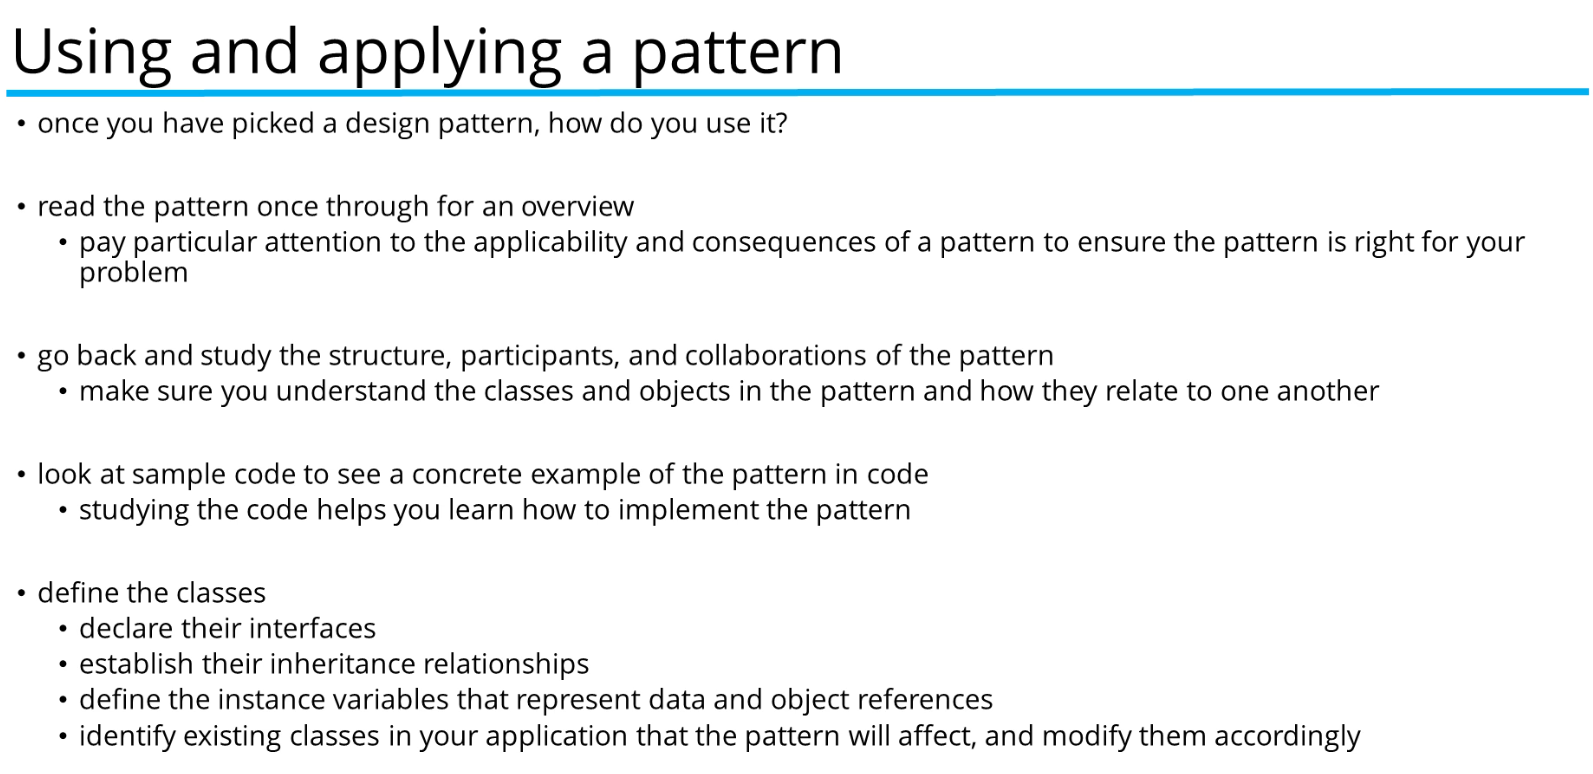 Using and applying a pattern
• once you have picked a design pattern, how do you use it?
• read the pattern once through for an overview
• pay particular attention to the applicability and consequences of a pattern to ensure the pattern is right for your
problem
• go back and study the structure, participants, and collaborations of the pattern
• make sure you understand the classes and objects in the pattern and how they relate to one another
• look at sample code to see a concrete example of the pattern in code
• studying the code helps you learn how to implement the pattern
• define the classes
• declare their interfaces
• establish their inheritance relationships
• define the instance variables that represent data and object references
• identify existing classes in your application that the pattern will affect, and modify them accordingly